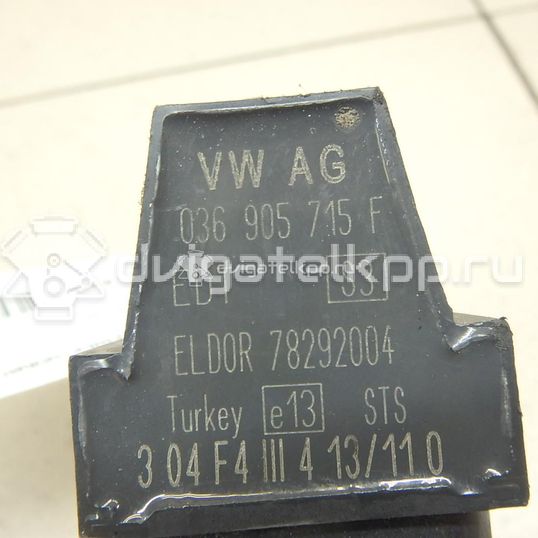 VW AG
036 905 715 F
dvigatelkpp.ru
ELDOR 78292004
Turkey e13 STS
3 04 F4 III 4 13/11 0